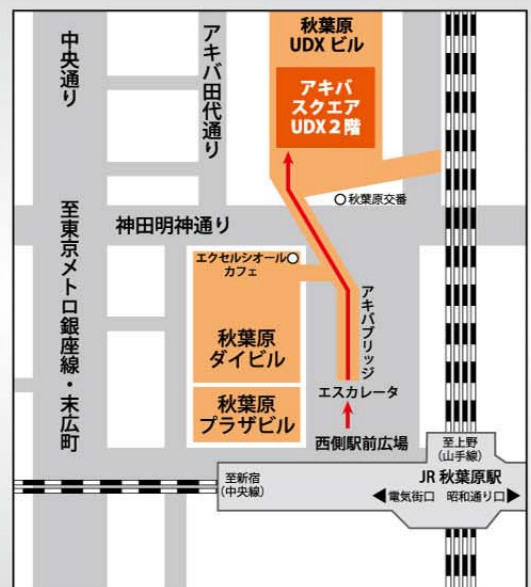 中央通り
至東京メトロ銀座線・末広町
アキバ田代通り
秋葉原
UDX ビル
アキバ
スクエア
UDX 2階
秋葉原交番
神田明神通り
エクセルシオール
カフェ
アキバブリッジ
秋葉原
ダイビル
エスカレータ
秋葉原
プラザビル
西側駅前広場
至上野
(山手線)
至新宿
(中央線)
JR 秋葉原駅
電気街口 昭和通り口